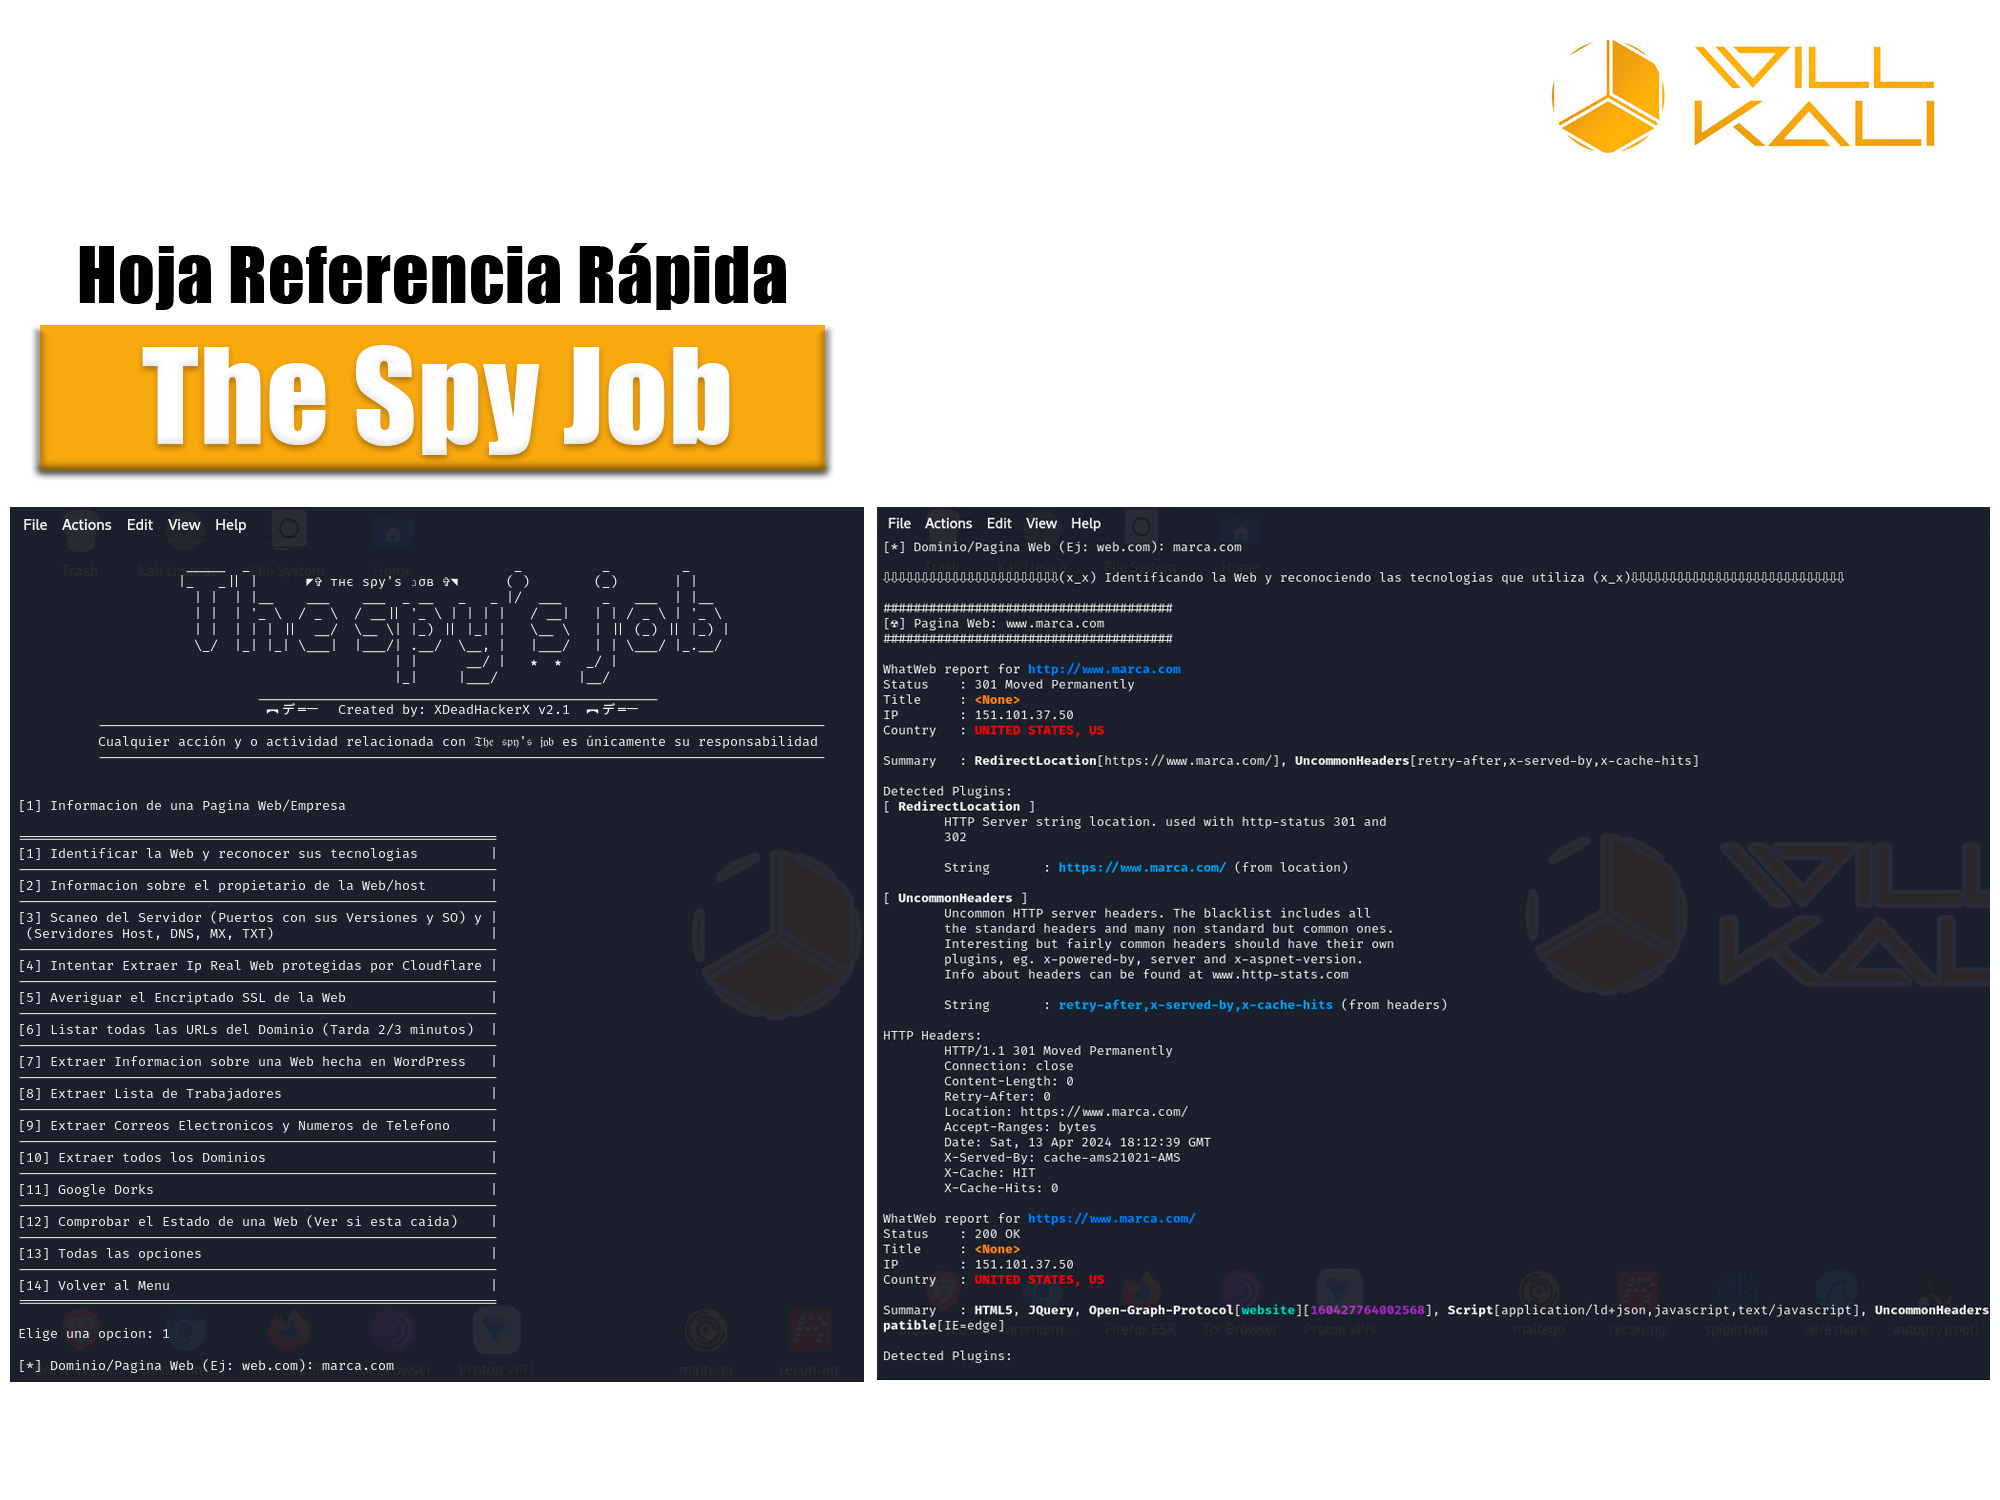 WILL
KALI
Hoja Referencia Rápida
The Spy Job
File Actions Edit View Help
◤✞ тнє ѕρу'ѕ נσв ✞◥
The spy's job
︻デ═一 Created by: XDeadHackerX v2.1 ︻デ═一
Cualquier acción y o actividad relacionada con 𝔗𝔥𝔢 𝔰𝔭𝔶'𝔰 𝔧𝔬𝔟 es únicamente su responsabilidad
[1] Informacion de una Pagina Web/Empresa
[1] Identificar la Web y reconocer sus tecnologias
[2] Informacion sobre el propietario de la Web/host
[3] Scaneo del Servidor (Puertos con sus Versiones y SO) y
(Servidores Host, DNS, MX, TXT)
[4] Intentar Extraer Ip Real Web protegidas por Cloudflare
[5] Averiguar el Encriptado SSL de la Web
[6] Listar todas las URLs del Dominio (Tarda 2/3 minutos)
[7] Extraer Informacion sobre una Web hecha en WordPress
[8] Extraer Lista de Trabajadores
[9] Extraer Correos Electronicos y Numeros de Telefono
[10] Extraer todos los Dominios
[11] Google Dorks
[12] Comprobar el Estado de una Web (Ver si esta caida)
[13] Todas las opciones
[14] Volver al Menu
Elige una opcion: 1
[*] Dominio/Pagina Web (Ej: web.com): marca.com
File Actions Edit View Help
[*] Dominio/Pagina Web (Ej: web.com): marca.com
(x_x) Identificando la Web y reconociendo las tecnologias que utiliza (x_x)
######################################
[☢] Pagina Web: www.marca.com
######################################
WhatWeb report for http://www.marca.com
Status : 301 Moved Permanently
Title : <None>
IP : 151.101.37.50
Country : UNITED STATES, US
Summary : RedirectLocation[https://www.marca.com/], UncommonHeaders[retry-after,x-served-by,x-cache-hits]
Detected Plugins:
[ RedirectLocation ]
HTTP Server string location. used with http-status 301 and
302
String : https://www.marca.com/ (from location)
[ UncommonHeaders ]
Uncommon HTTP server headers. The blacklist includes all
the standard headers and many non standard but common ones.
Interesting but fairly common headers should have their own
plugins, eg. x-powered-by, server and x-aspnet-version.
Info about headers can be found at www.http-stats.com
String : retry-after,x-served-by,x-cache-hits (from headers)
HTTP Headers:
HTTP/1.1 301 Moved Permanently
Connection: close
Content-Length: 0
Retry-After: 0
Location: https://www.marca.com/
Accept-Ranges: bytes
Date: Sat, 13 Apr 2024 18:12:39 GMT
X-Served-By: cache-ams21021-AMS
X-Cache: HIT
X-Cache-Hits: 0
WhatWeb report for https://www.marca.com/
Status : 200 OK
Title : <None>
IP : 151.101.37.50
Country : UNITED STATES, US
Summary : HTML5, JQuery, Open-Graph-Protocol[website][160427764002568], Script[application/ld+json,javascript,text/javascript], UncommonHeaders
patible[IE=edge]
Detected Plugins: